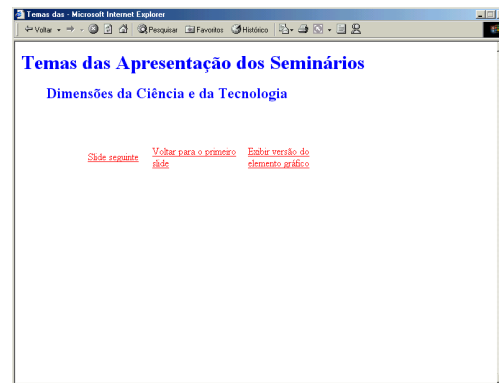 Temas das - Microsoft Internet Explorer
Voltar Pesquisar Favoritos Histórico
Temas das Apresentação dos Seminários
Dimensões da Ciência e da Tecnologia
Slide seguinte
Voltar para o primeiro
slide
Exibir versão do
elemento gráfico